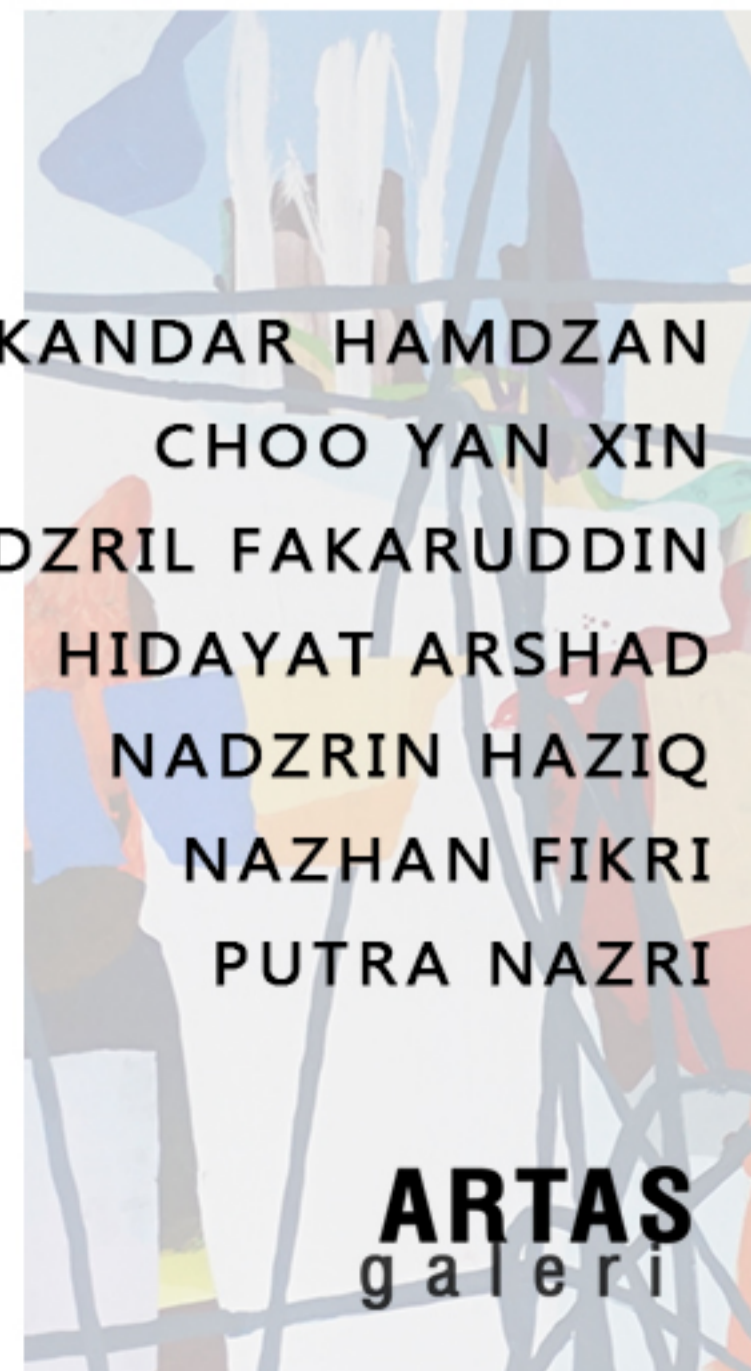 KANDAR HAMDZAN
CHOO YAN XIN
DZRIL FAKARUDDIN
HIDAYAT ARSHAD
NADZRIN HAZIQ
NAZHAN FIKRI
PUTRA NAZRI
ARTAS
galeri